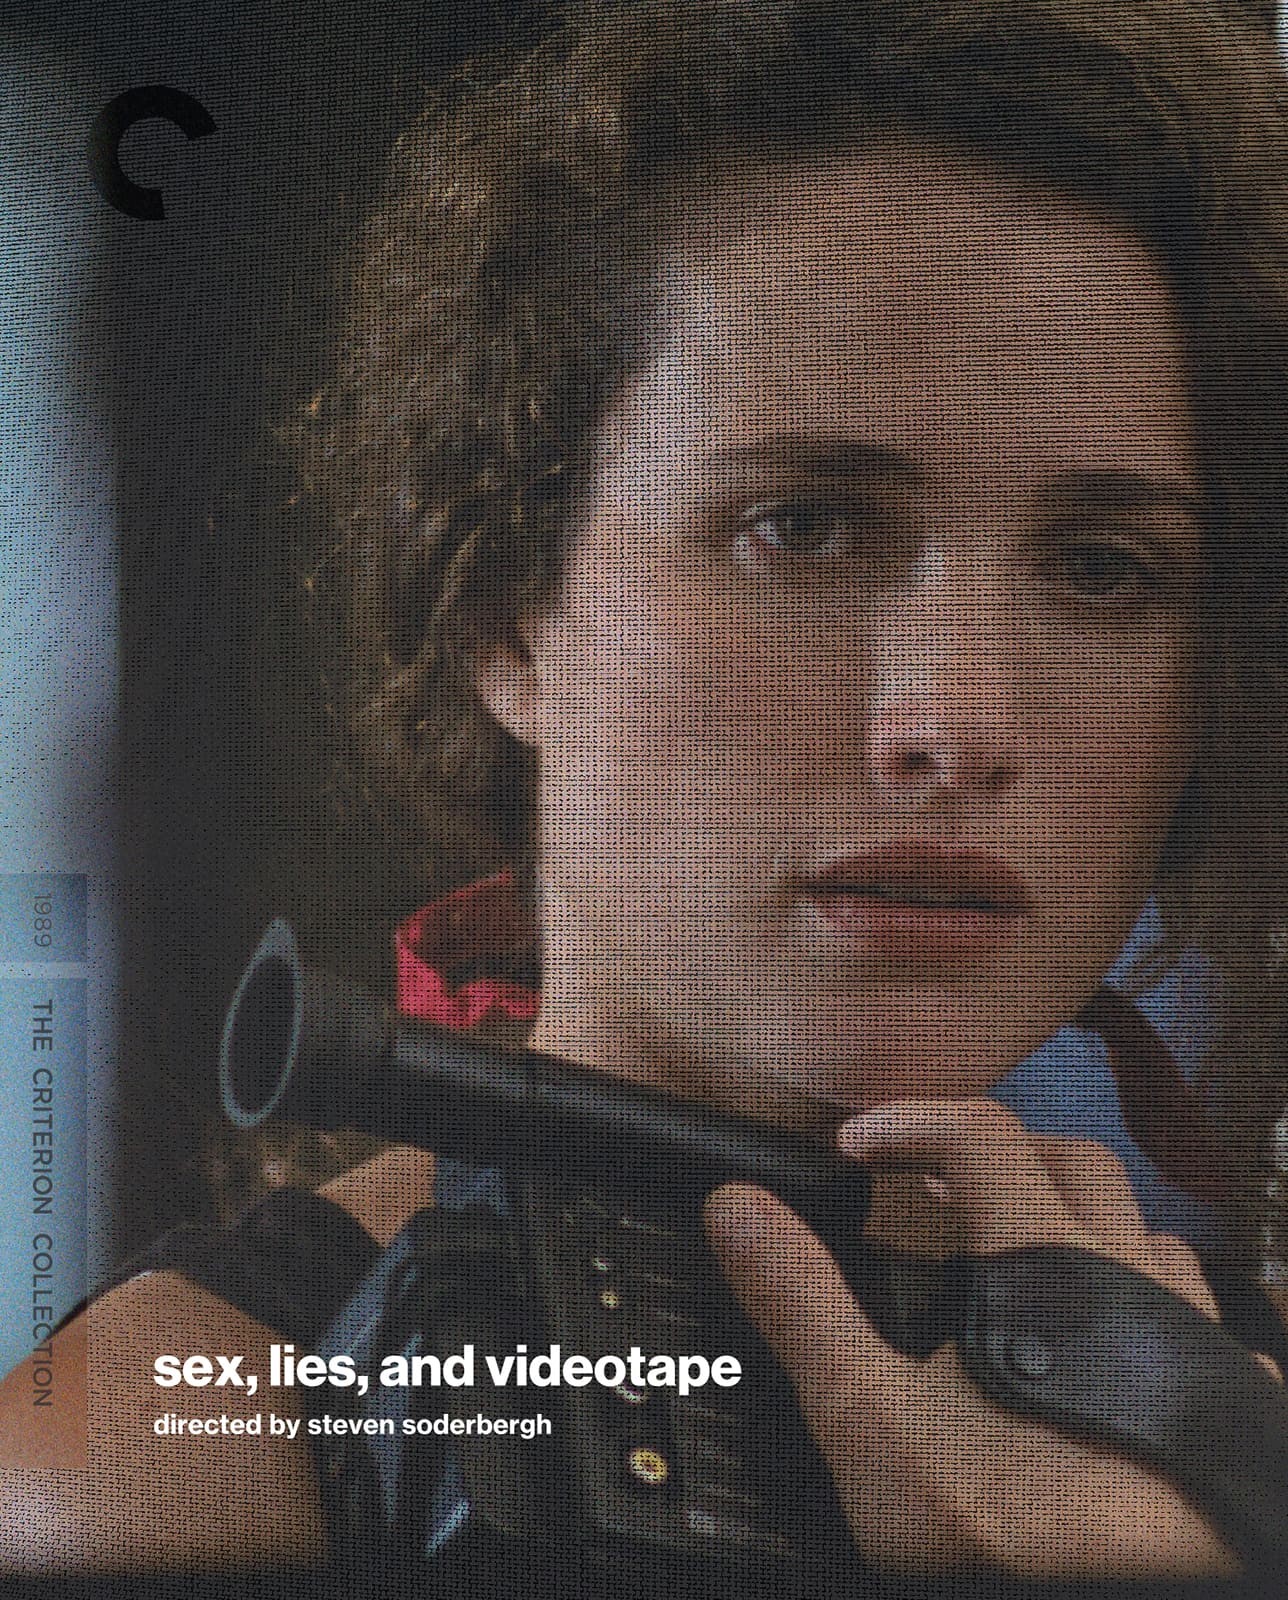 1989
THE CRITERION COLLECTION
sex, lies, and videotape
directed by steven soderbergh